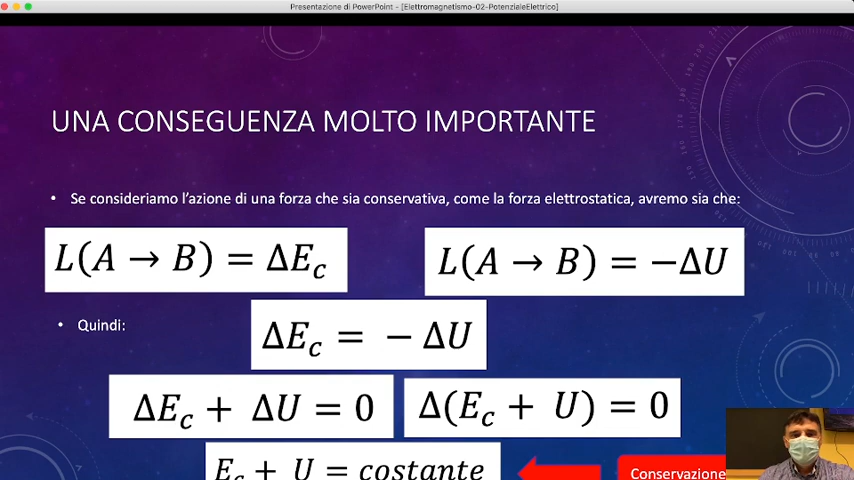 Presentazione di PowerPoint - [Elettromagnetismo-02-PotenzialeElettrico]
UNA CONSEGUENZA MOLTO IMPORTANTE
• Se consideriamo l'azione di una forza che sia conservativa, come la forza elettrostatica, avremo sia che:
L(A → B) = ΔE_c
L(A → B) = −ΔU
• Quindi:
ΔE_c = − ΔU
ΔE_c + ΔU = 0
Δ(E_c + U) = 0
E_c + U = costante
Conservazione